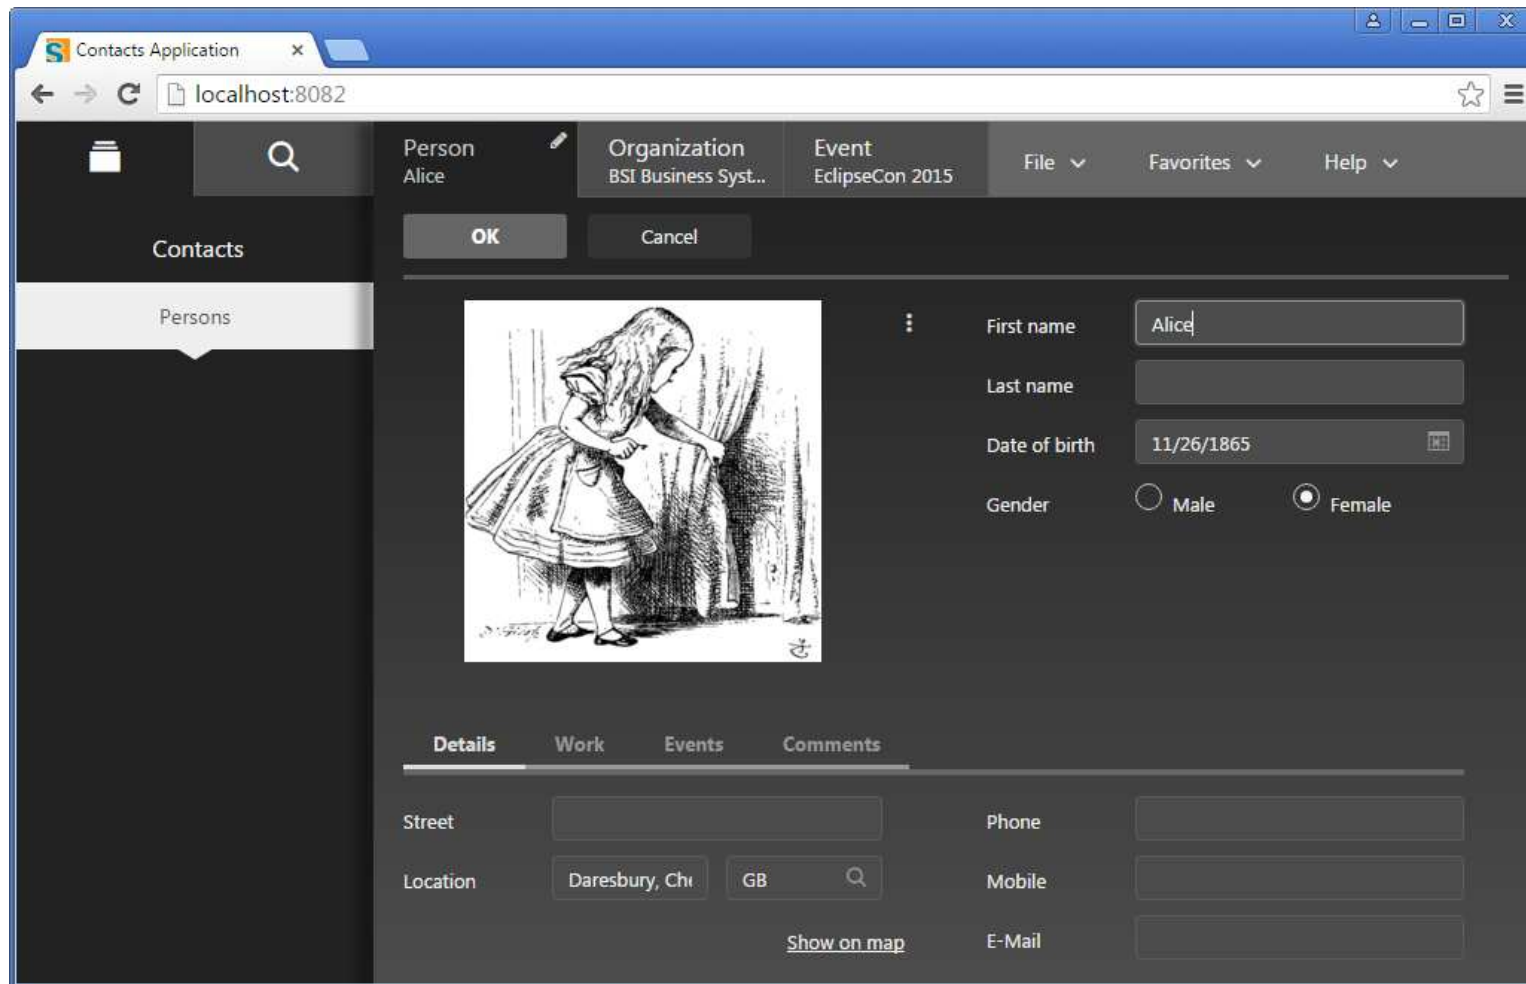 Contacts Application
localhost:8082
Person
Alice
Organization
BSI Business Syst...
Event
EclipseCon 2015
File
Favorites
Help
Contacts
Persons
OK
Cancel
First name
Alice
Last name
Date of birth
11/26/1865
Gender
Male
Female
Details
Work
Events
Comments
Street
Phone
Location
Daresbury, Che
GB
Mobile
Show on map
E-Mail